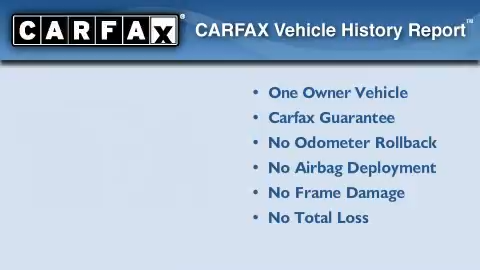 CARFAX® CARFAX Vehicle History Report™
• One Owner Vehicle
• Carfax Guarantee
• No Odometer Rollback
• No Airbag Deployment
• No Frame Damage
• No Total Loss